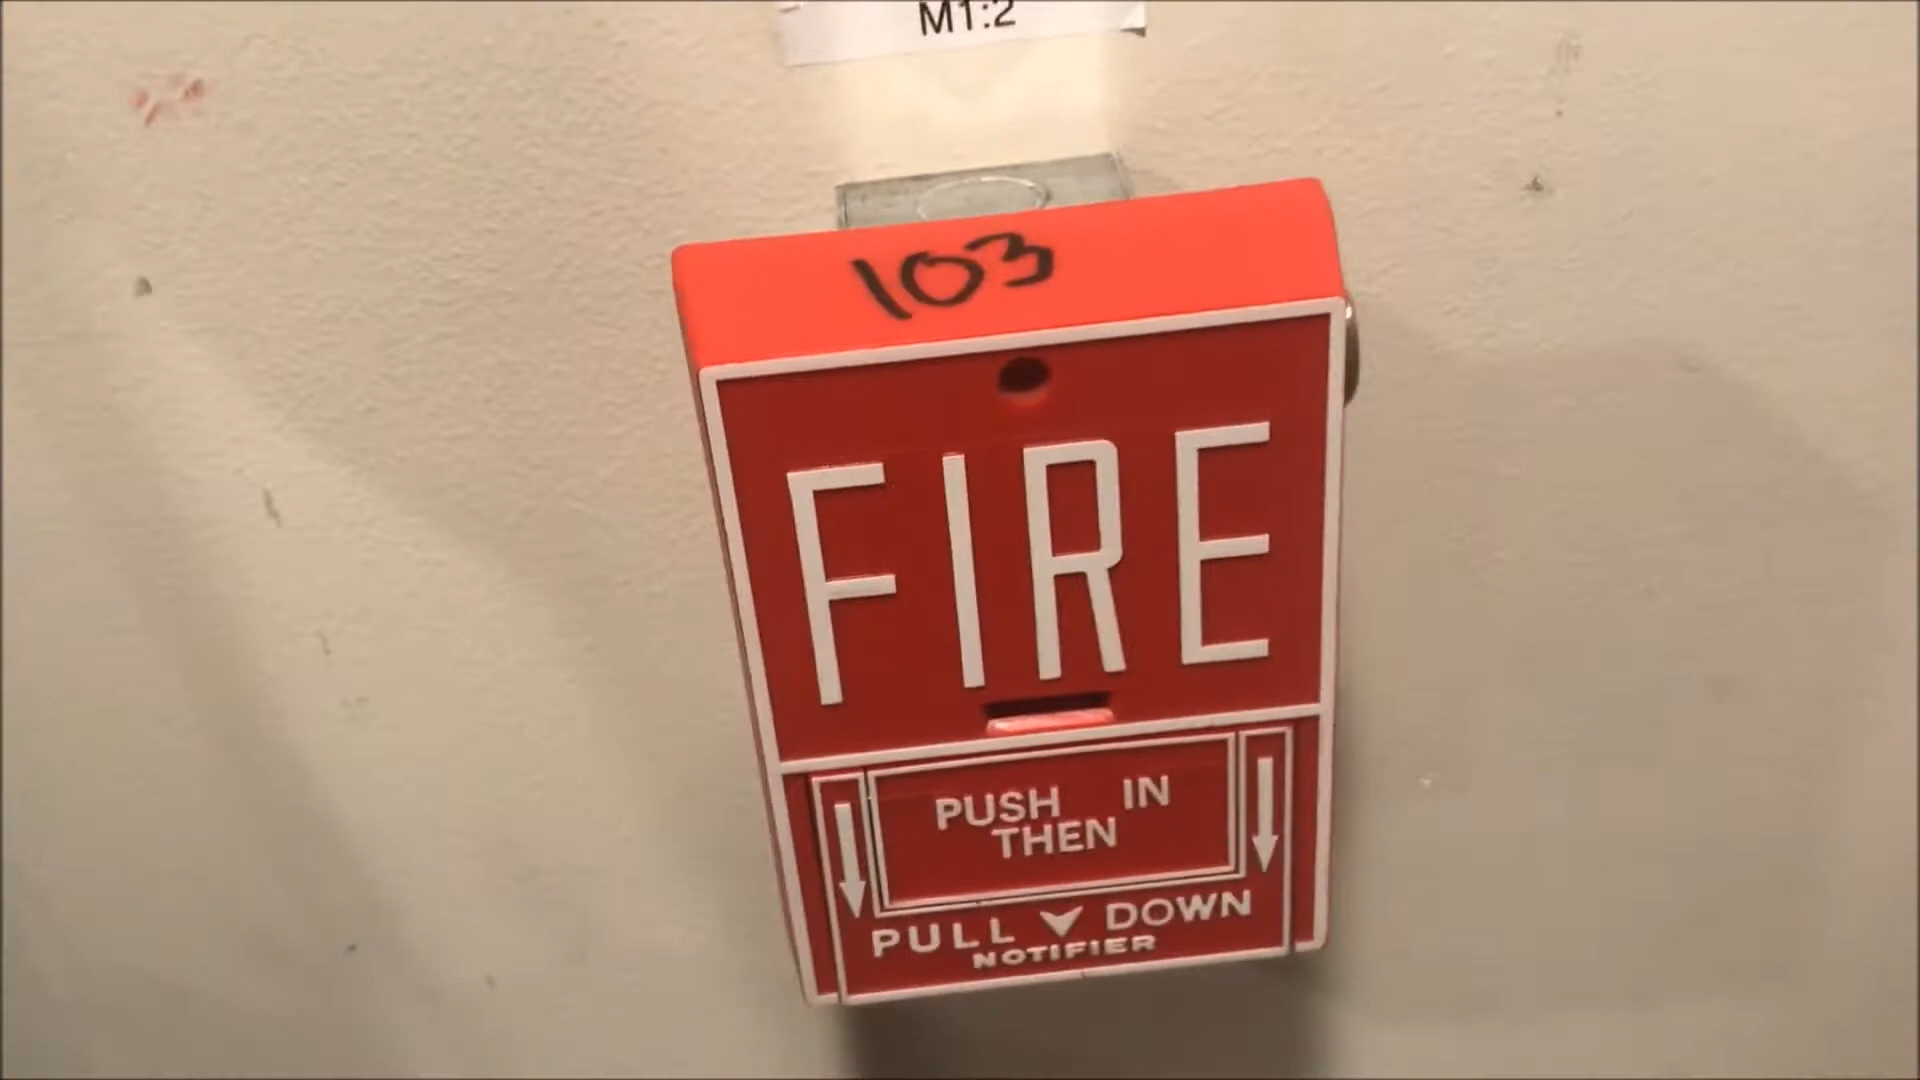 M1:2
103
FIRE
PUSH IN
THEN
PULL DOWN
NOTIFIER